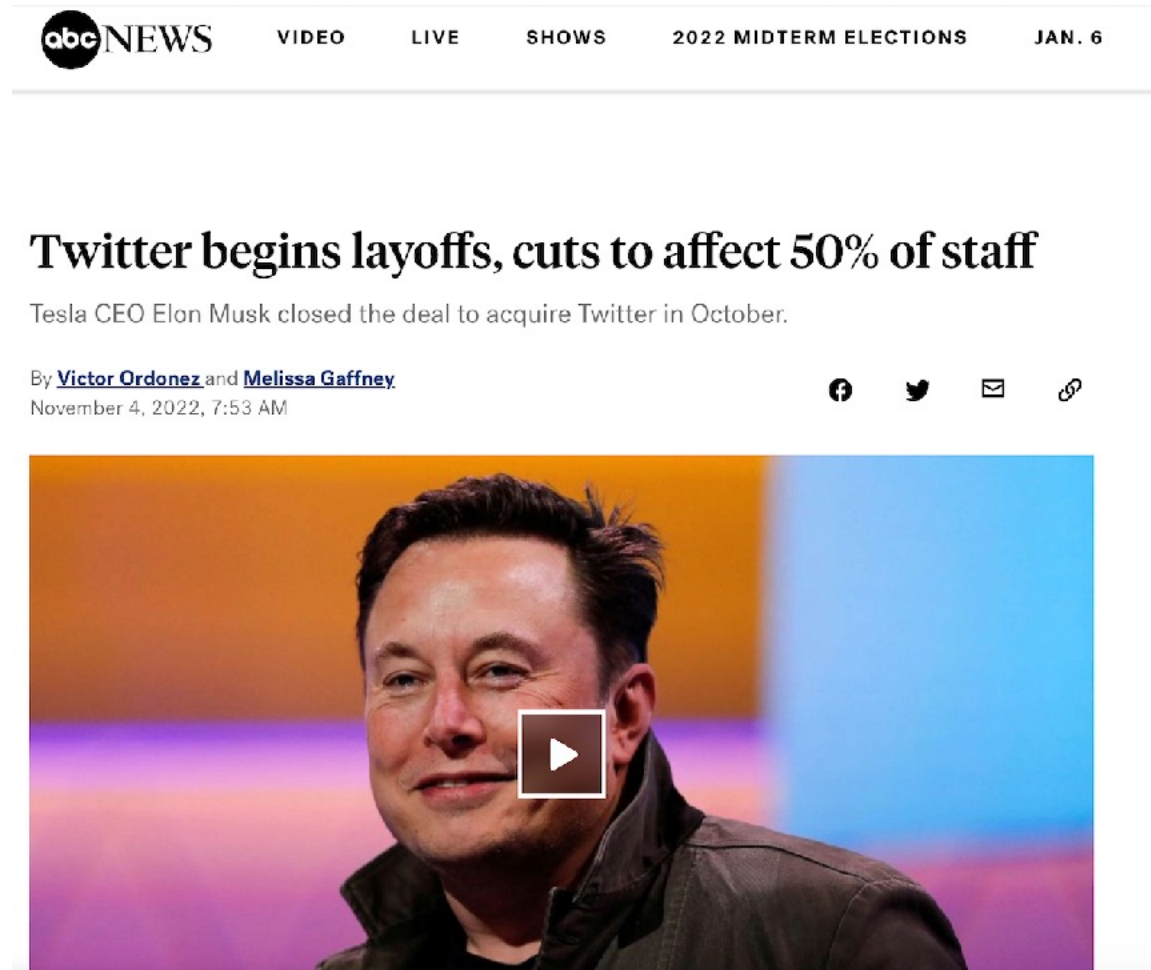 abc NEWS VIDEO LIVE SHOWS 2022 MIDTERM ELECTIONS JAN. 6
Twitter begins layoffs, cuts to affect 50% of staff
Tesla CEO Elon Musk closed the deal to acquire Twitter in October.
By Victor Ordonez and Melissa Gaffney
November 4, 2022, 7:53 AM